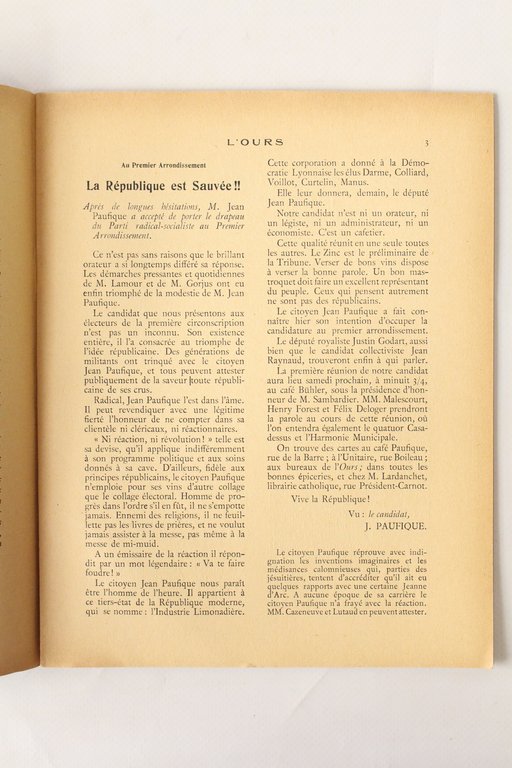 L'OURS 3
Au Premier Arrondissement
La République est Sauvée!!
Après de longues hésitations, M. Jean
Paufique a accepté de porter le drapeau
du Parti radical-socialiste au Premier
Arrondissement.
Ce n'est pas sans raisons que le brillant
orateur a si longtemps différé sa réponse.
Les démarches pressantes et quotidiennes
de M. Lamour et de M. Gorjus ont eu
enfin triomphé de la modestie de M. Jean
Paufique.
Le candidat que nous présentons aux
électeurs de la première circonscription
n'est pas un inconnu. Son existence
entière, il l'a consacrée au triomphe de
l'idée républicaine. Des générations de
militants ont trinqué avec le citoyen
Jean Paufique, et tous peuvent attester
publiquement de la saveur toute républi-
caine de ses crus.
Radical, Jean Paufique l'est dans l'âme.
Il peut revendiquer avec une légitime
fierté l'honneur de ne compter dans sa
clientèle ni cléricaux, ni réactionnaires.
« Ni réaction, ni révolution! » telle est
sa devise, qu'il applique indifféremment
à son programme politique et aux soins
donnés à sa cave. D'ailleurs, fidèle aux
principes républicains, le citoyen Paufique
n'emploie pour ses vins d'autre collage
que le collage électoral. Homme de pro-
grès dans l'ordre s'il en fût, il ne s'empotte
jamais. Ennemi des religions, il ne feuil-
lette pas les livres de prières, et ne voulut
jamais assister à la messe, pas même à la
messe de mi-muid.
A un émissaire de la réaction il répon-
dit par un mot légendaire : « Va te faire
foudre! »
Le citoyen Jean Paufique nous paraît
être l'homme de l'heure. Il appartient à
ce tiers-état de la République moderne,
qui se nomme : l'Industrie Limonadière.
Cette corporation a donné à la Démo-
cratie Lyonnaise les élus Darme, Colliard,
Voillot, Curtelin, Manus.
Elle leur donnera, demain, le député
Jean Paufique.
Notre candidat n'est ni un orateur, ni
un légiste, ni un administrateur, ni un
économiste. C'est un cafetier.
Cette qualité réunit en une seule toutes
les autres. Le Zinc est le préliminaire de
la Tribune. Verser de bons vins dispose
à verser la bonne parole. Un bon mas-
troquet doit faire un excellent représentant
du peuple. Ceux qui pensent autrement
ne sont pas des républicains.
Le citoyen Jean Paufique a fait con-
naître hier son intention d'occuper la
candidature au premier arrondissement.
Le député royaliste Justin Godart, aussi
bien que le candidat collectiviste Jean
Raynaud, trouveront enfin à qui parler.
La première réunion de notre candidat
aura lieu samedi prochain, à minuit 3/4,
au café Bühler, sous la présidence d'hon-
neur de M. Sambardier. MM. Malescourt,
Henry Forest et Félix Deloger prendront
la parole au cours de cette réunion, où
l'on entendra également le quatuor Casa-
dessus et l'Harmonie Municipale.
On trouve des cartes au café Paufique,
rue de la Barre; à l'Unitaire, rue Boileau;
aux bureaux de l'Ours; dans toutes les
bonnes épiceries, et chez M. Lardanchet,
librairie catholique, rue Président-Carnot.
Vive la République!
Vu : le candidat,
J. PAUFIQUE.
Le citoyen Paufique réprouve avec indi-
gnation les inventions imaginaires et les
médisances calomnieuses qui, parties des
jésuitières, tentent d'accréditer qu'il ait eu
quelques rapports avec une certaine Jeanne
d'Arc. A aucune époque de sa carrière le
citoyen Paufique n'a frayé avec la réaction.
MM. Cazeneuve et Lutaud en peuvent attester.